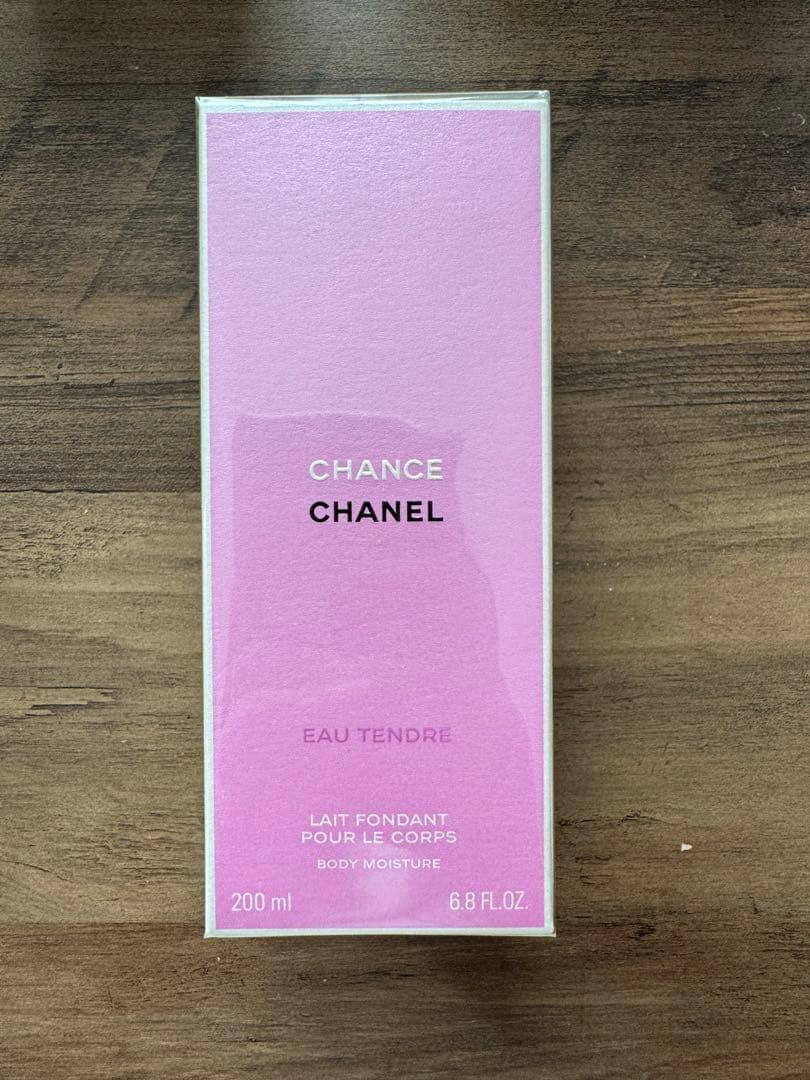 CHANCE
CHANEL
EAU TENDRE
LAIT FONDANT
POUR LE CORPS
BODY MOISTURE
200 ml 6.8 FL.OZ.